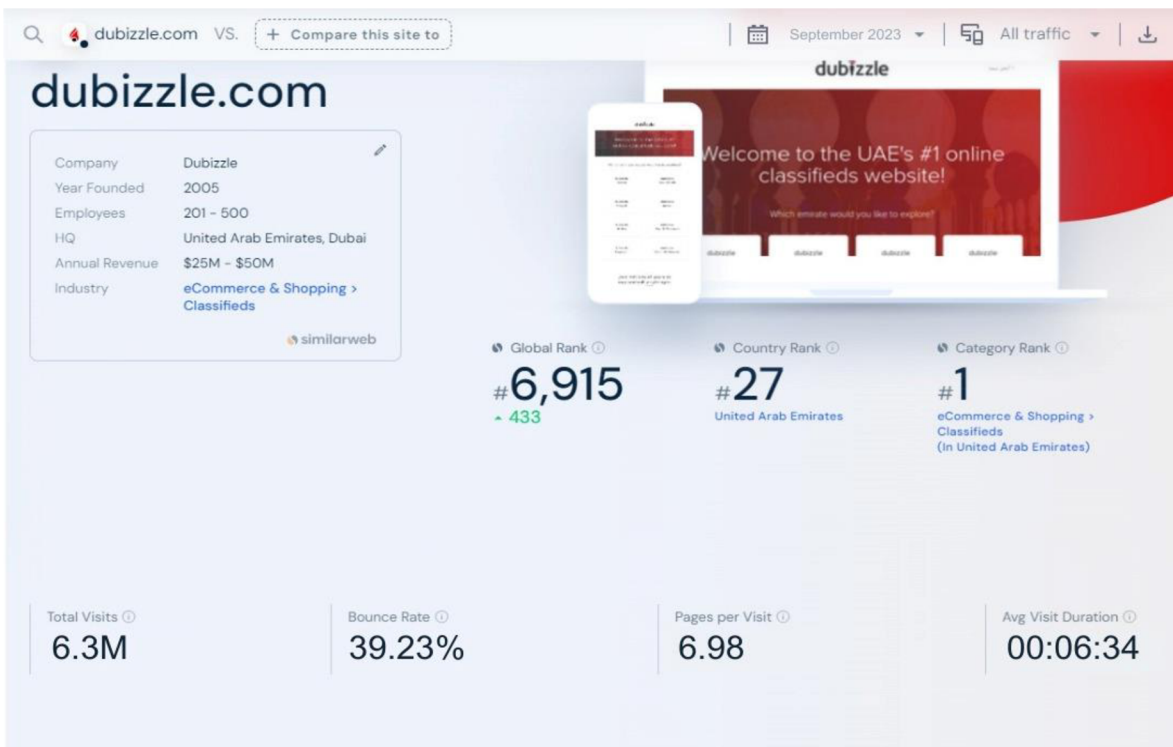 dubizzle.com VS. + Compare this site to
September 2023
All traffic
dubizzle.com
Company Dubizzle
Year Founded 2005
Employees 201 - 500
HQ United Arab Emirates, Dubai
Annual Revenue $25M - $50M
Industry eCommerce & Shopping >
Classifieds
similarweb
dubizzle
Welcome to the UAE's #1 online
classifieds website!
Which emirate would you like to explore?
dubizzle dubizzle dubizzle dubizzle
Global Rank
#6,915
433
Country Rank
#27
United Arab Emirates
Category Rank
#1
eCommerce & Shopping >
Classifieds
(In United Arab Emirates)
Total Visits
6.3M
Bounce Rate
39.23%
Pages per Visit
6.98
Avg Visit Duration
00:06:34